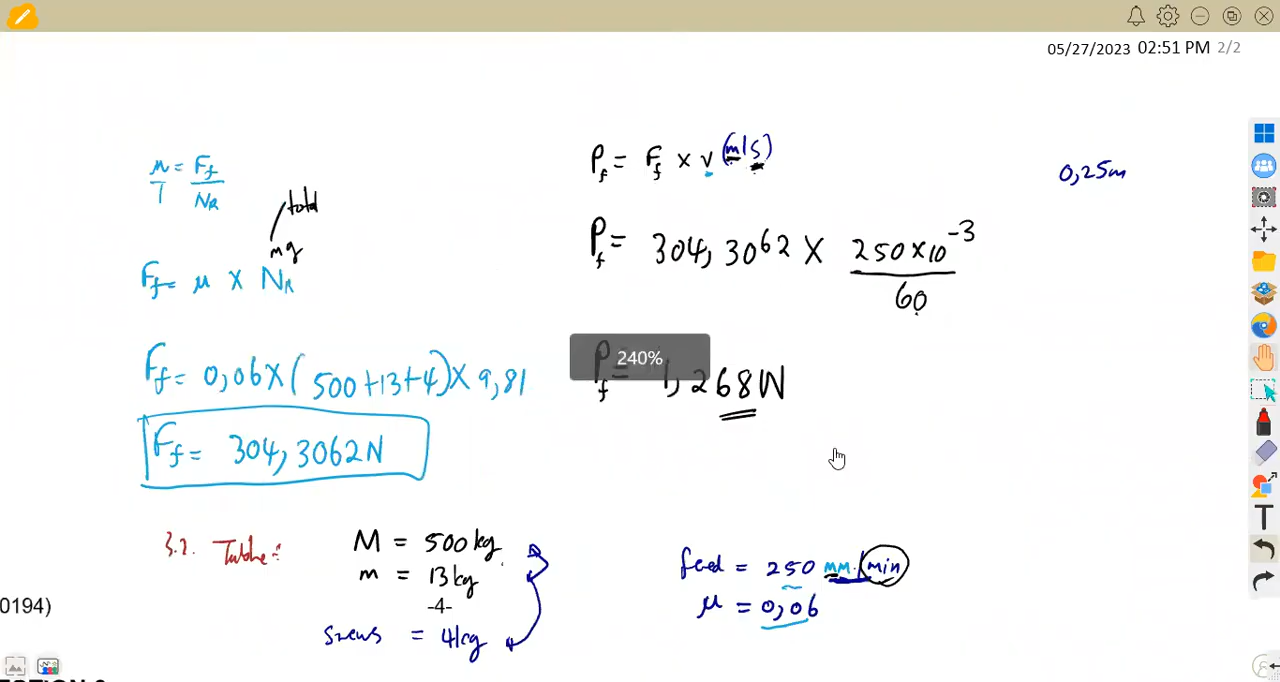 05/27/2023 02:51 PM 2/2
μ/1 = Ff/NR
total
mg
Ff = μ x NR
Ff = 0,06 x (500+13+4) x 9,81
Ff = 304,3062N
Pf = Ff x v (m/s)
0,25m
Pf = 304,3062 x 250x10^-3/60
240%
Pf = 1,268W
3.2. Table:
M = 500kg
m = 13kg
-4-
= 4kg
feed = 250 mm/min
μ = 0,06
0194)
T